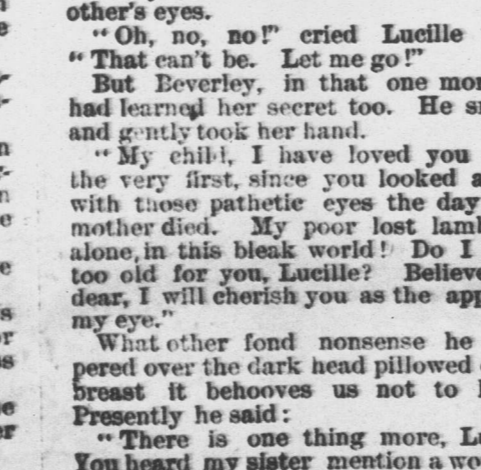 other's eyes.
"Oh, no, no!" cried Lucille
"That can't be. Let me go!"
But Beverley, in that one
had learned her secret too. He
and gently took her hand.
"My child, I have loved you
the very first, since you looked
with those pathetic eyes the day
mother died. My poor lost
alone, in this bleak world! Do I
too old for you, Lucille?
dear, I will cherish you as the
my eye."
What other fond nonsense he
pered over the dark head pillowed
breast it behooves us not to
Presently he said:
"There is one thing more,
You heard my sister mention a